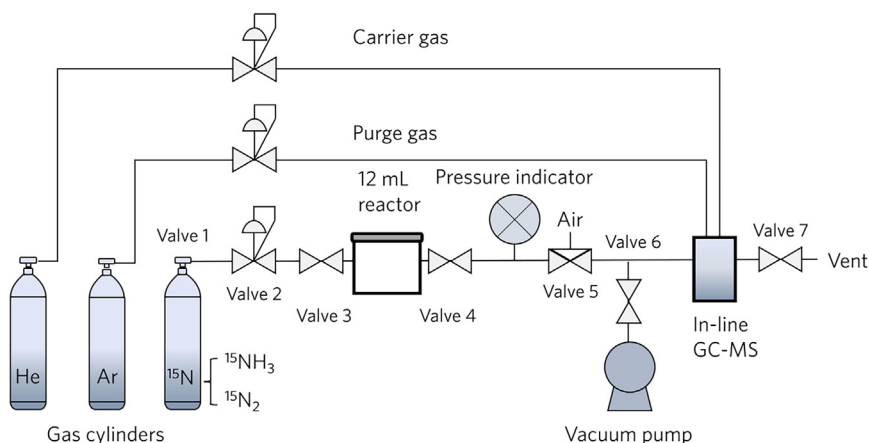 Carrier gas
Purge gas
12 mL
reactor
Pressure indicator
Air
Valve 1
Valve 6
Valve 7
Vent
Valve 2
Valve 3
Valve 4
Valve 5
In-line
GC-MS
He
Ar
¹⁵N
¹⁵NH₃
¹⁵N₂
Gas cylinders
Vacuum pump